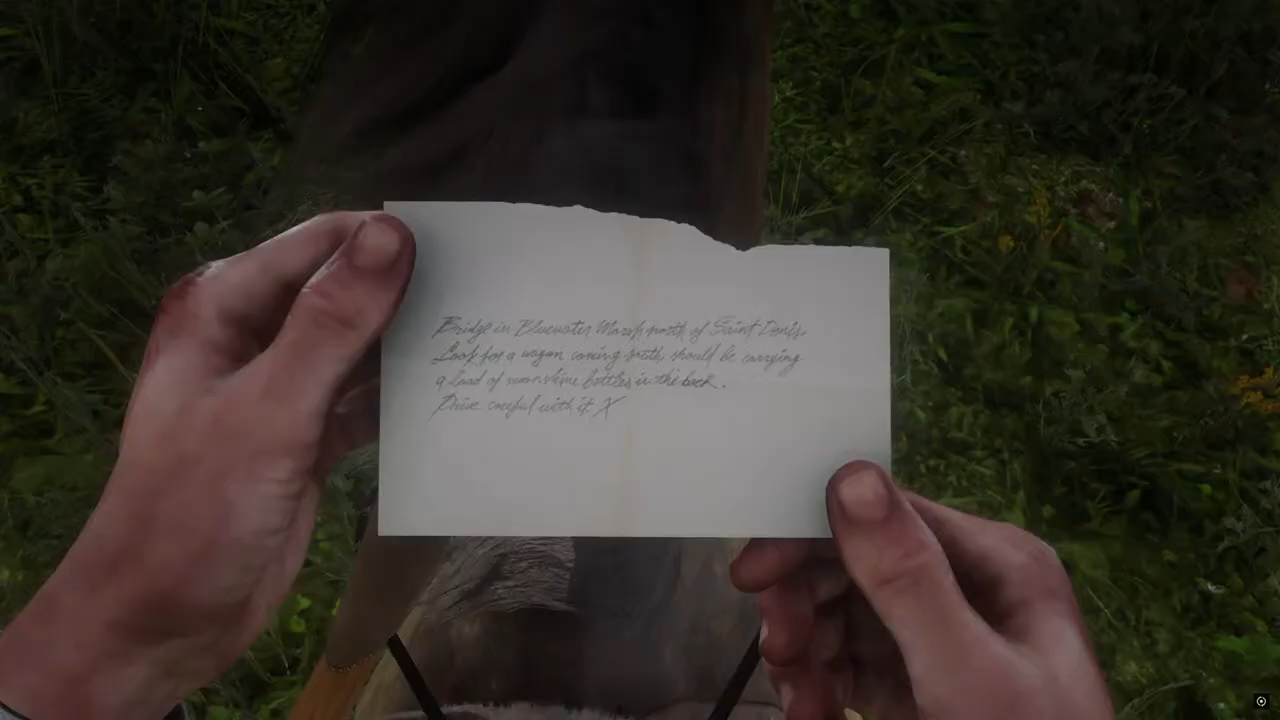 Bridge in Bluewater Marsh north of Saint Denis.
Look for a wagon coming south, should be carrying
a load of moonshine bottles in the back.
Drive careful with it X